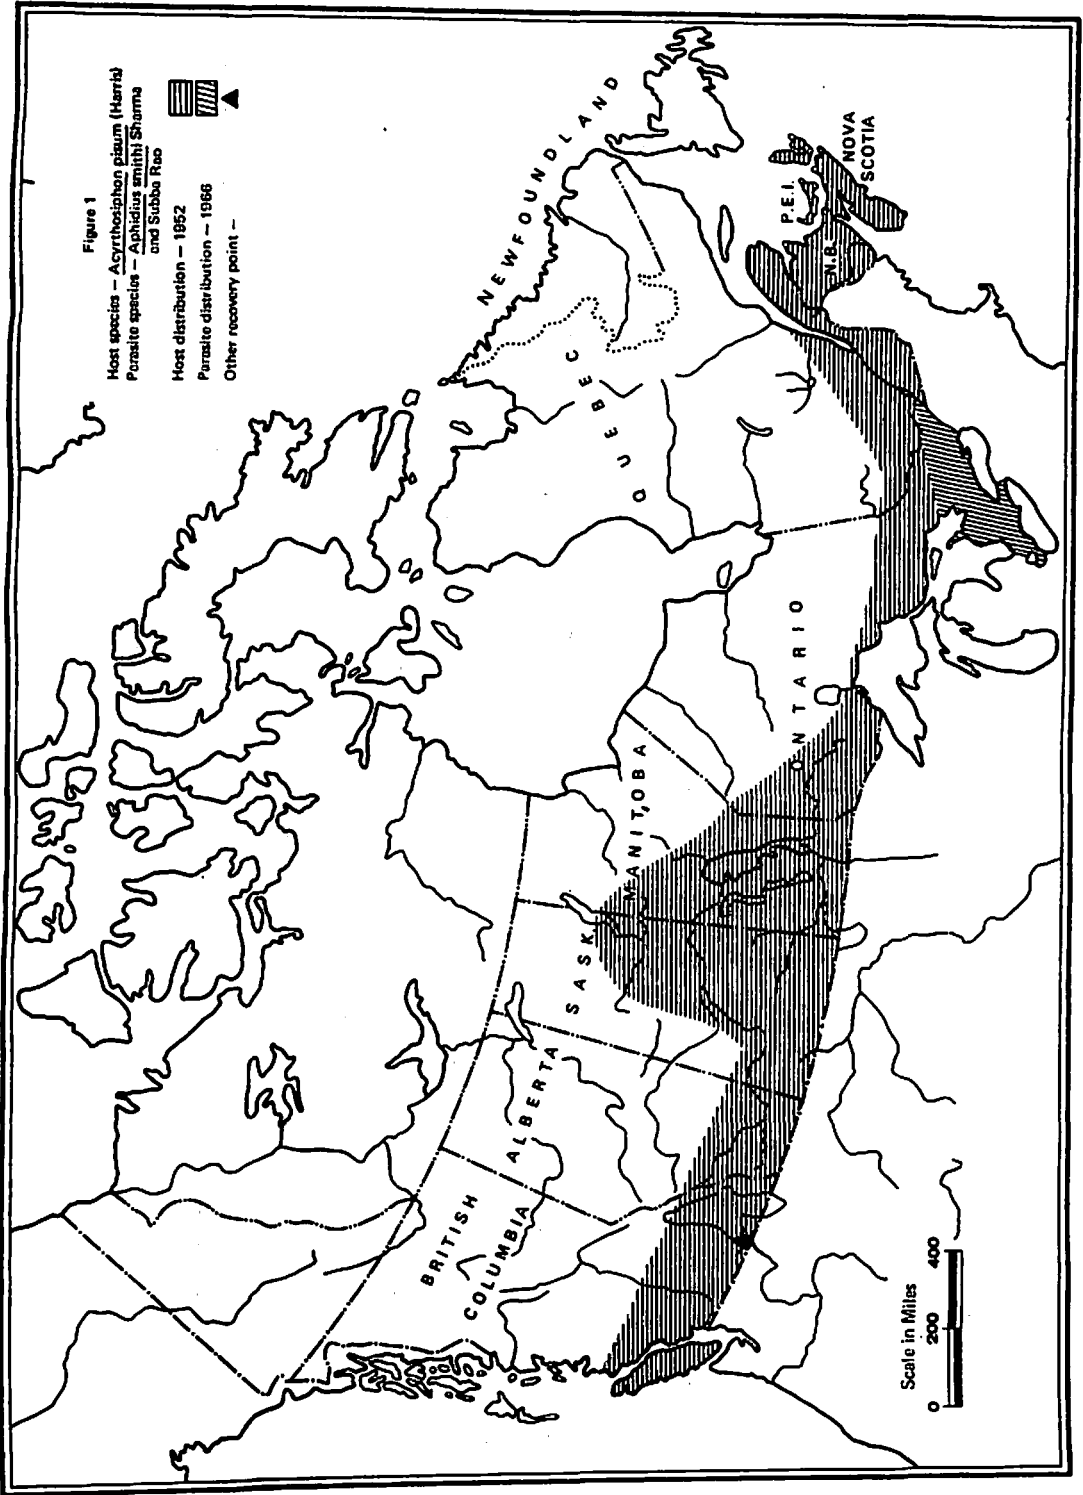 Figure 1
Host species — Acyrthosiphon pisum (Harris)
Parasite species — Aphidius smithi Sharma
and Subba Rao
Host distribution — 1952
Parasite distribution — 1966
Other recovery point —
NEWFOUNDLAND
QUEBEC
P.E.I.
NOVA
SCOTIA
N.B.
ONTARIO
MANITOBA
SASK
ALBERTA
BRITISH
COLUMBIA
Scale in Miles
0 200 400